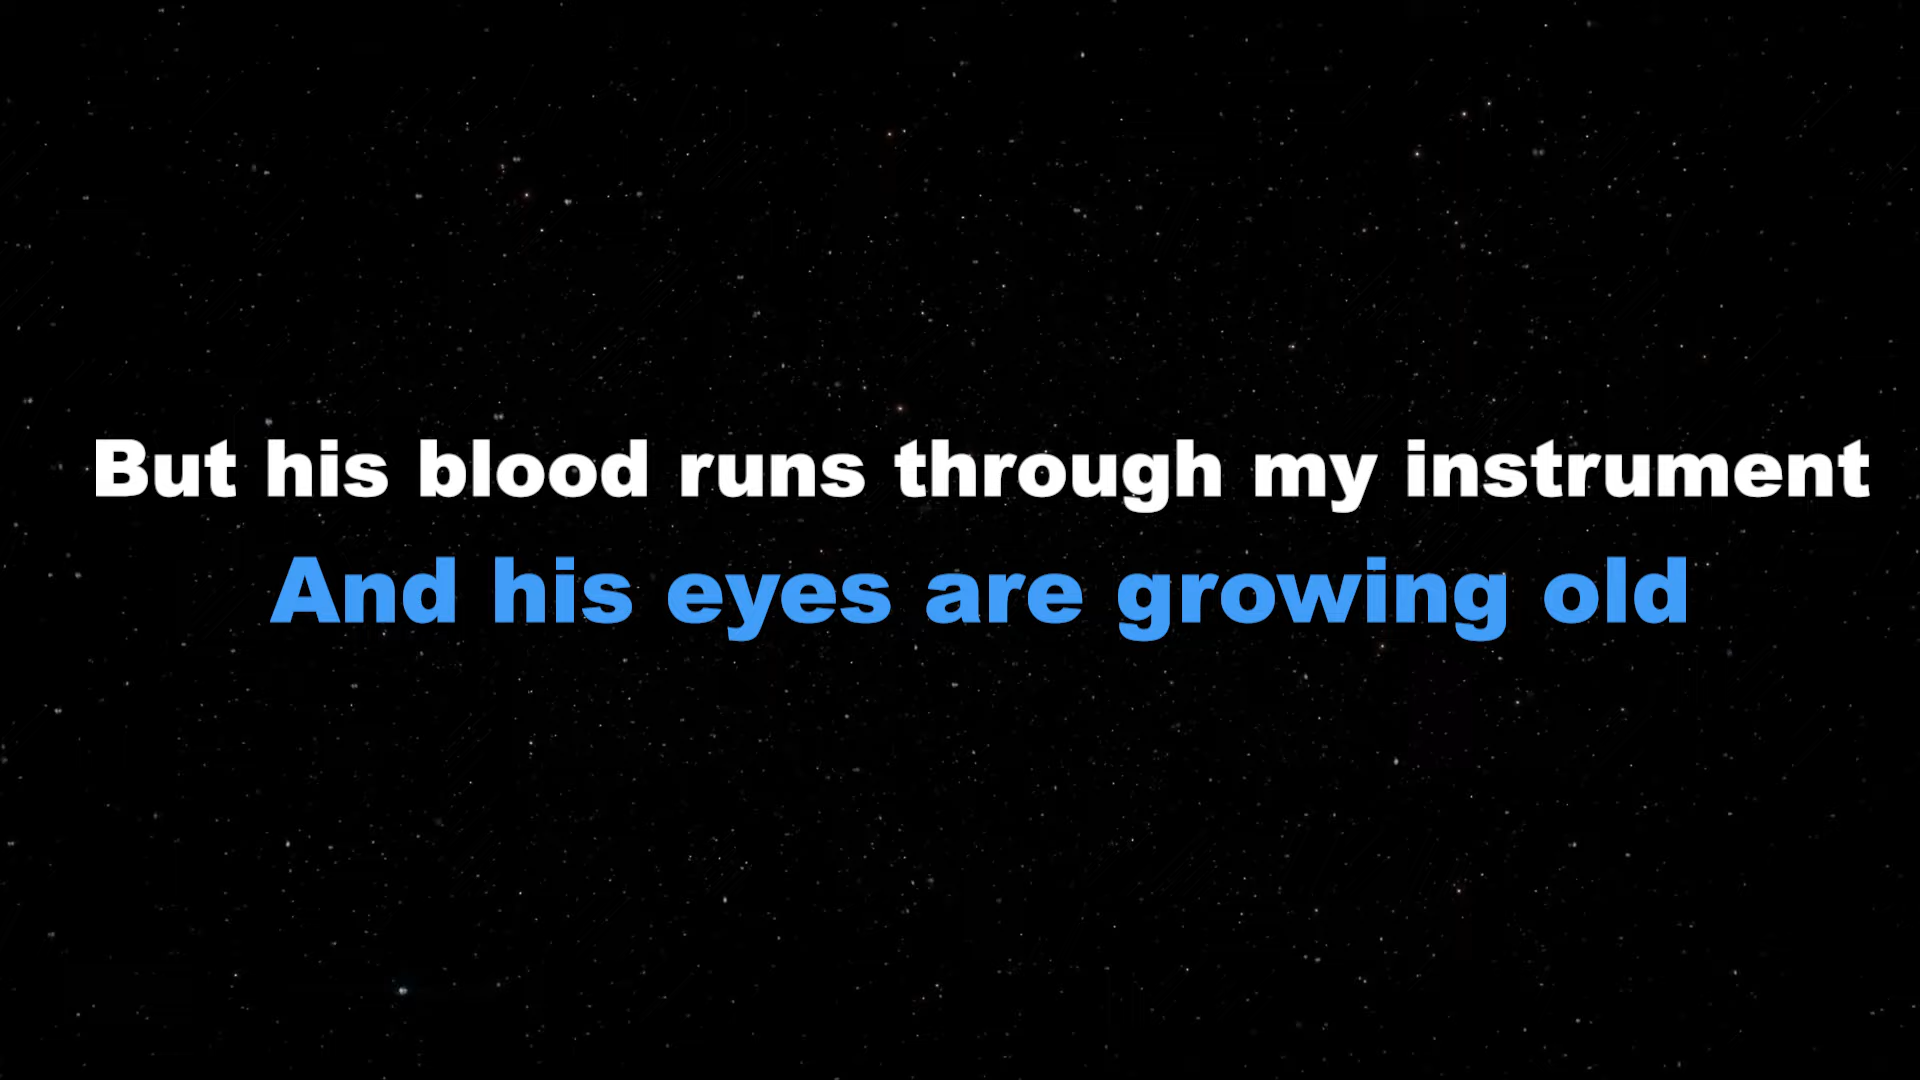 But his blood runs through my instrument
And his eyes are growing old